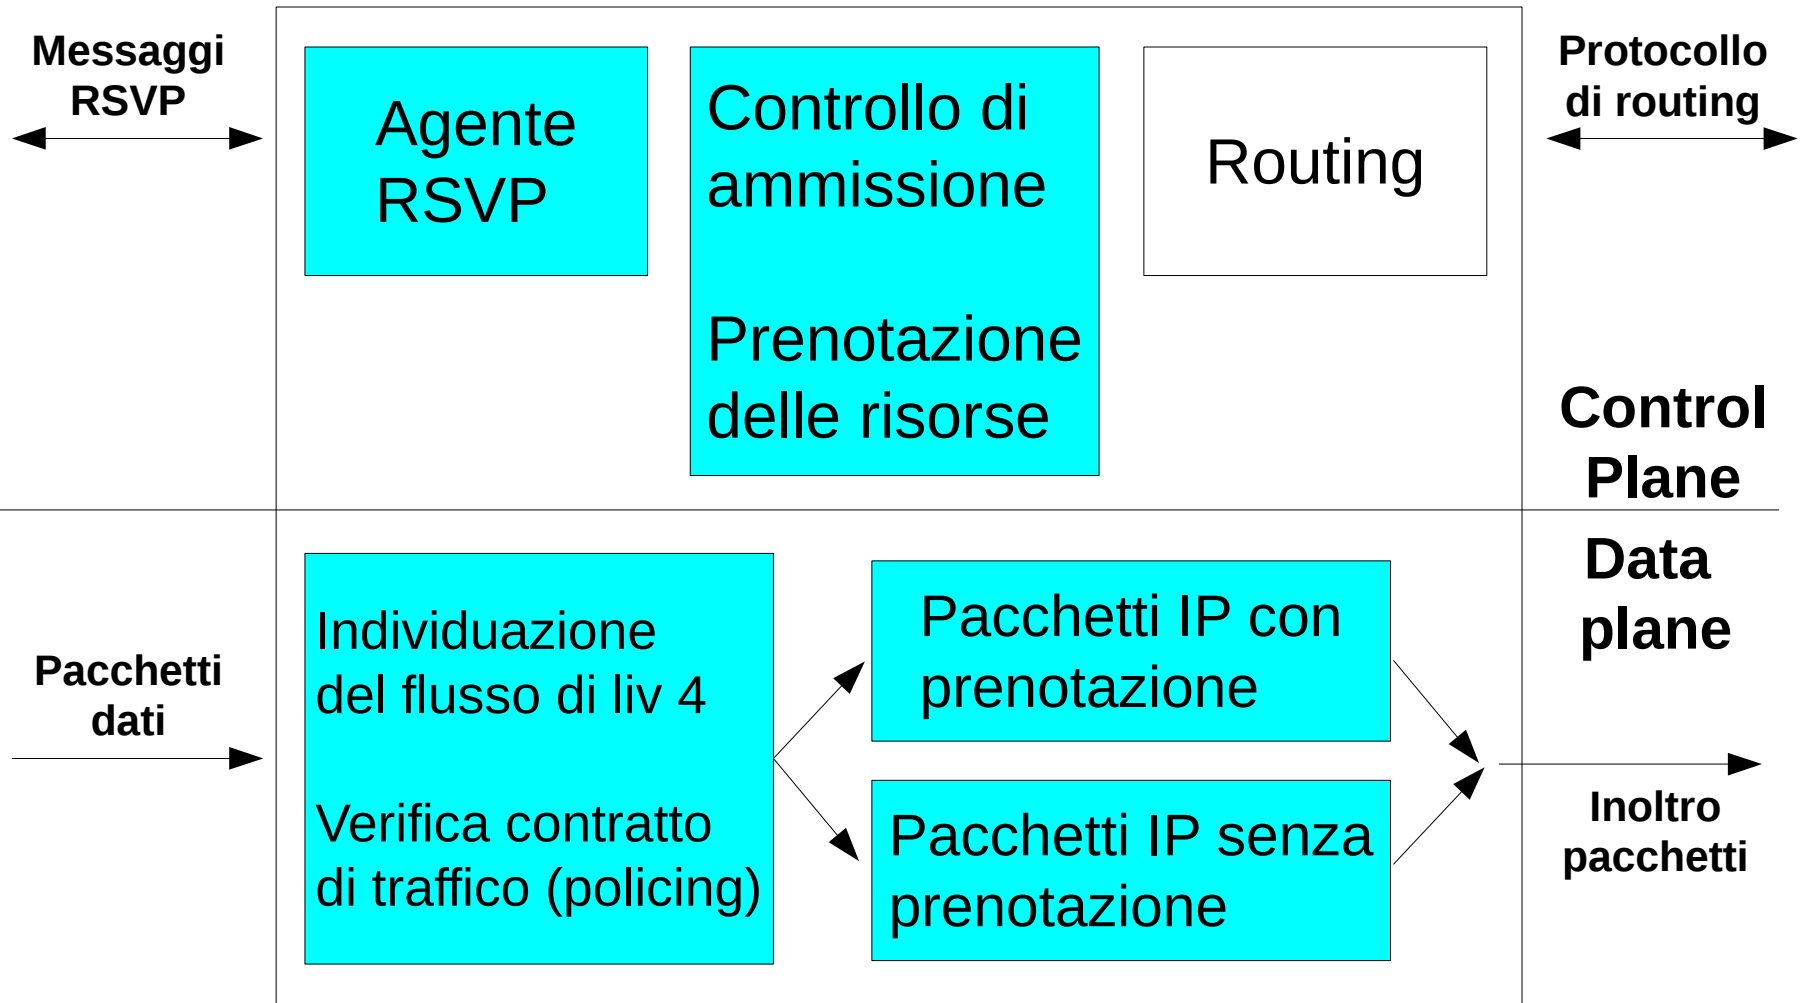 Messaggi
RSVP
Agente
RSVP
Controllo di
ammissione
Prenotazione
delle risorse
Routing
Protocollo
di routing
Control
Plane
Data
plane
Pacchetti
dati
Individuazione
del flusso di liv 4
Verifica contratto
di traffico (policing)
Pacchetti IP con
prenotazione
Pacchetti IP senza
prenotazione
Inoltro
pacchetti